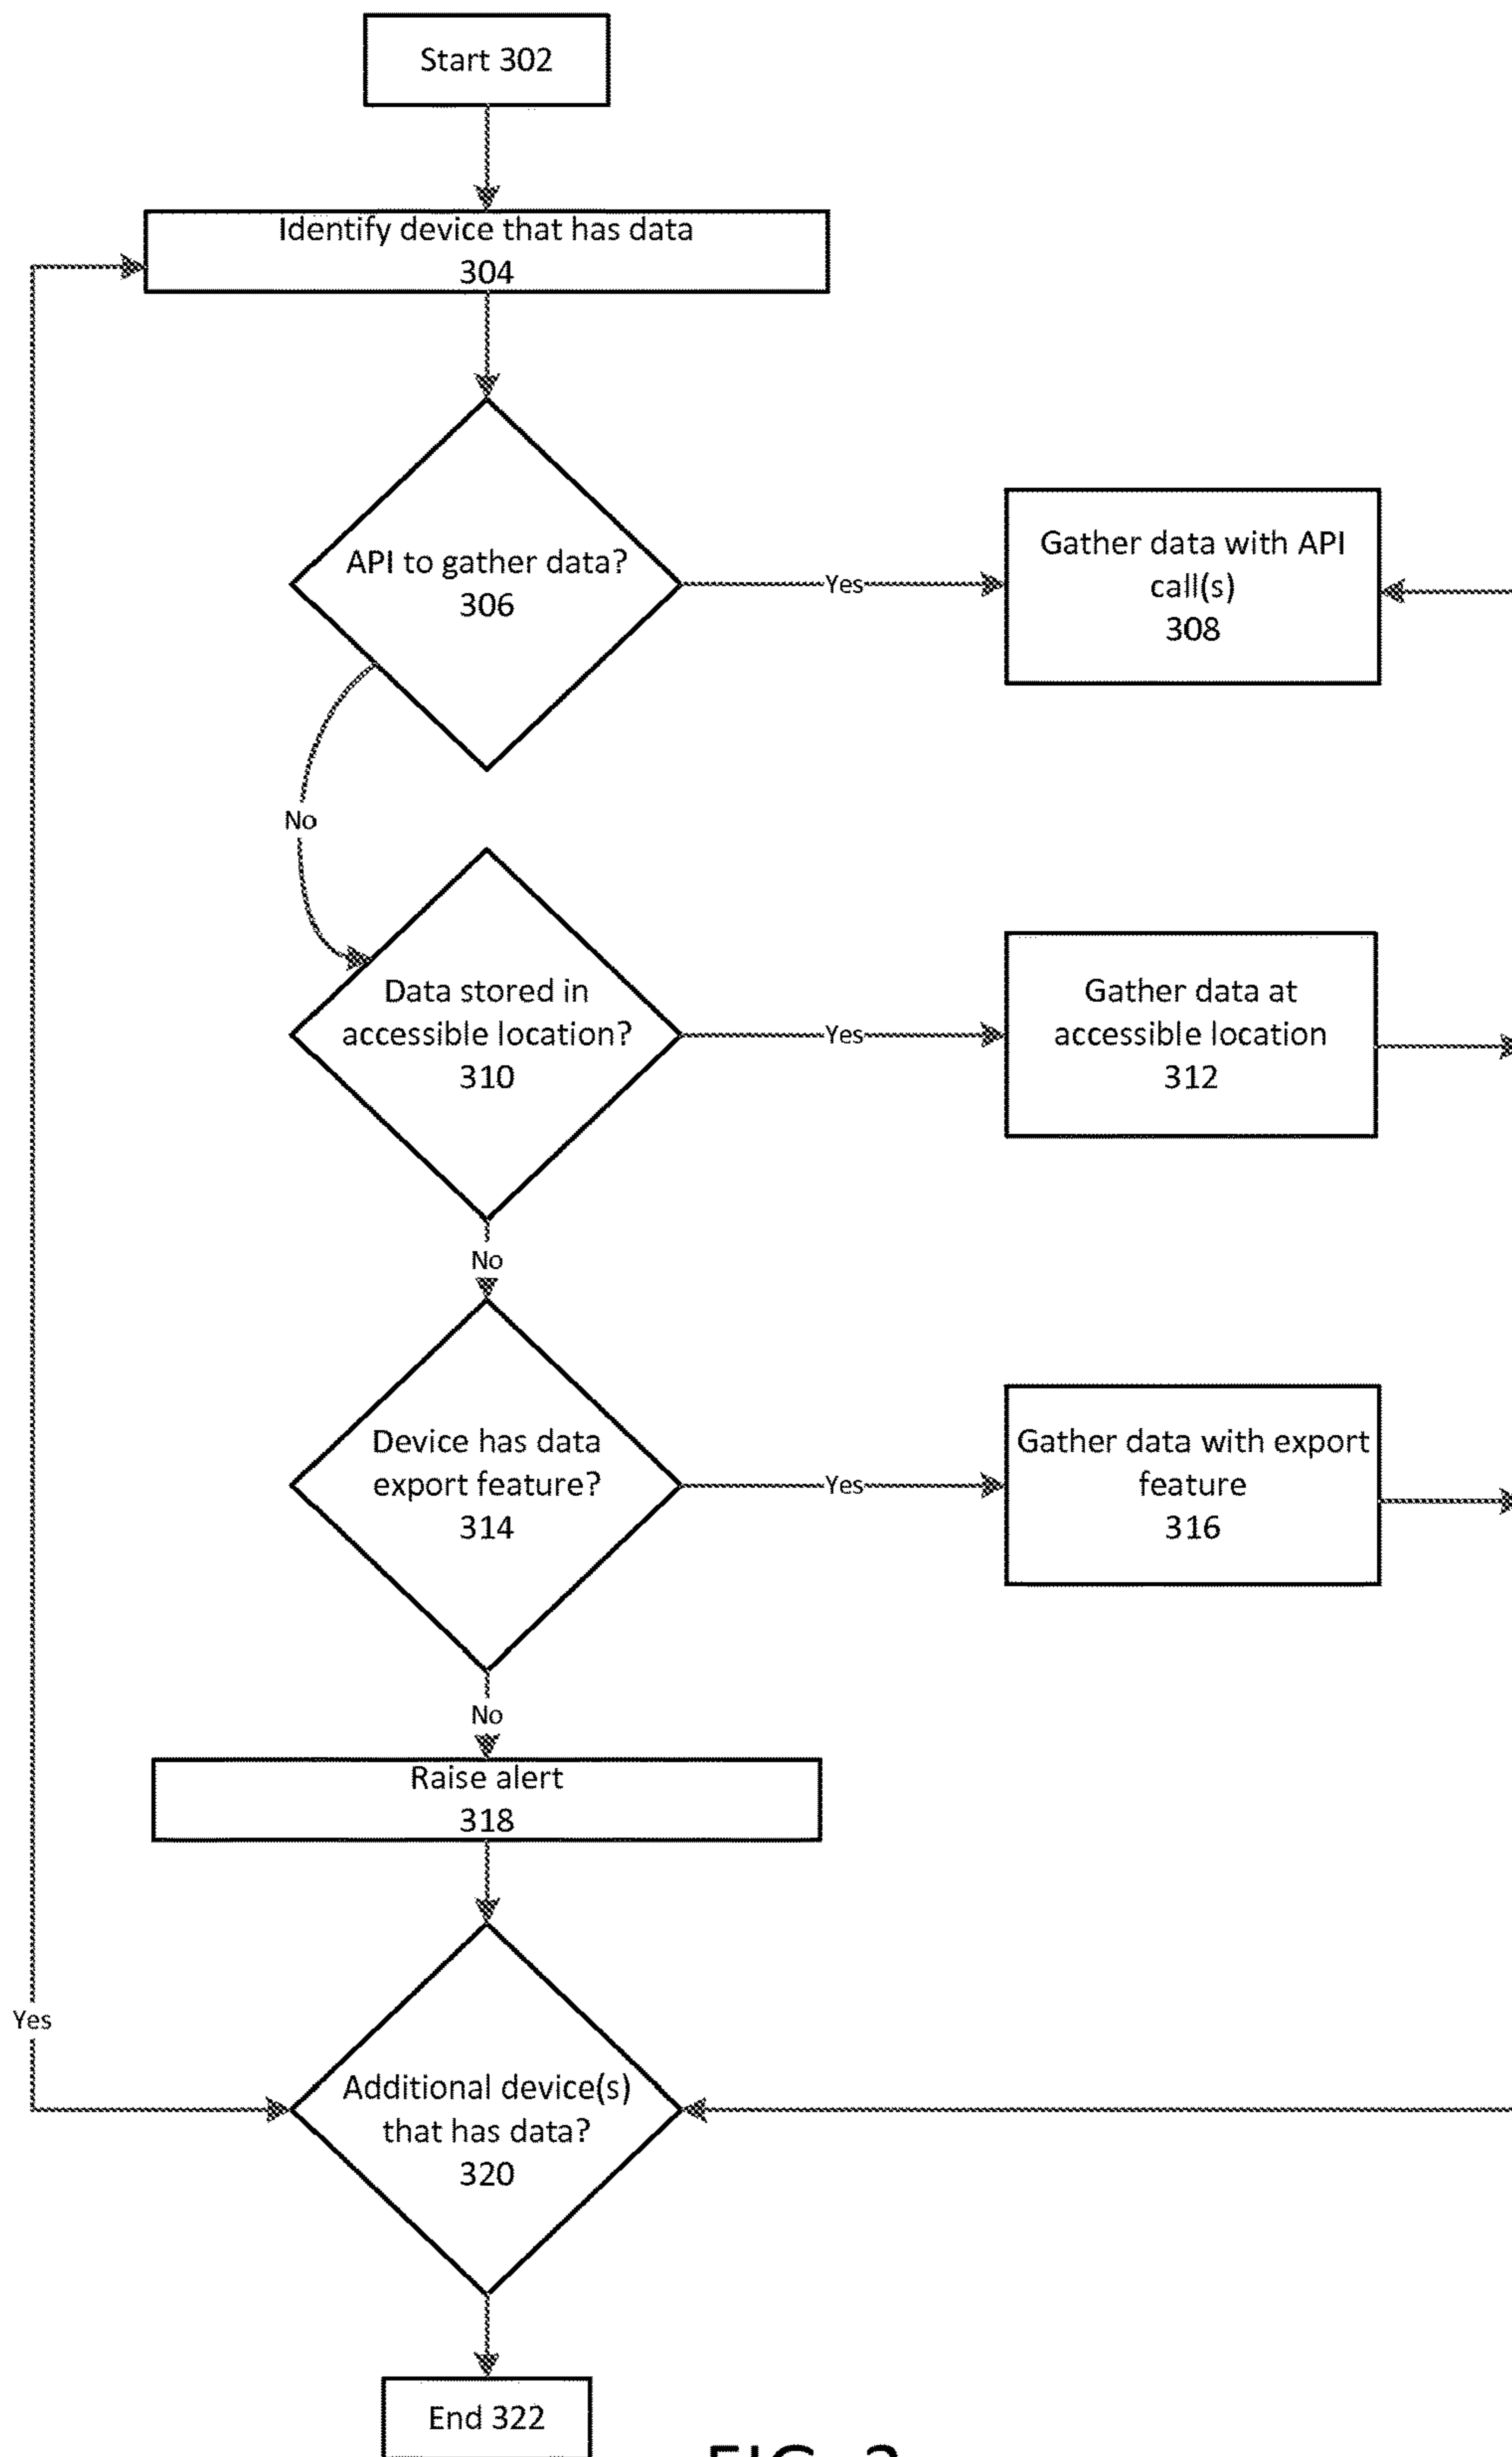 Start 302
Identify device that has data
304
API to gather data?
306
Yes
Gather data with API
call(s)
308
No
Data stored in
accessible location?
310
Yes
Gather data at
accessible location
312
No
Device has data
export feature?
314
Yes
Gather data with export
feature
316
No
Raise alert
318
Yes
Additional device(s)
that has data?
320
End 322